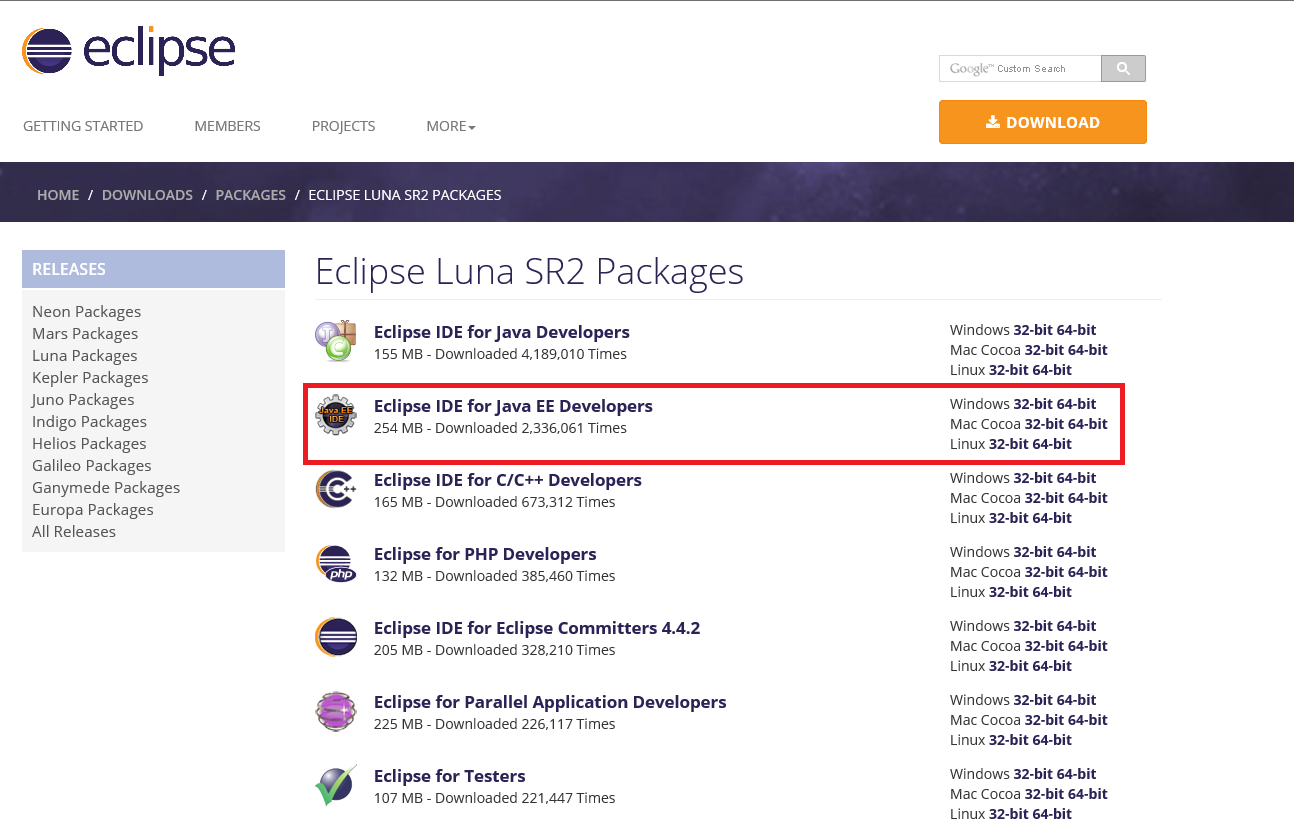 eclipse
Google™ Custom Search
DOWNLOAD
GETTING STARTED MEMBERS PROJECTS MORE
HOME / DOWNLOADS / PACKAGES / ECLIPSE LUNA SR2 PACKAGES
RELEASES
Neon Packages
Mars Packages
Luna Packages
Kepler Packages
Juno Packages
Indigo Packages
Helios Packages
Galileo Packages
Ganymede Packages
Europa Packages
All Releases
Eclipse Luna SR2 Packages
J
C
Eclipse IDE for Java Developers
155 MB - Downloaded 4,189,010 Times
Windows 32-bit 64-bit
Mac Cocoa 32-bit 64-bit
Linux 32-bit 64-bit
Java EE
IDE
Eclipse IDE for Java EE Developers
254 MB - Downloaded 2,336,061 Times
Windows 32-bit 64-bit
Mac Cocoa 32-bit 64-bit
Linux 32-bit 64-bit
C++
Eclipse IDE for C/C++ Developers
165 MB - Downloaded 673,312 Times
Windows 32-bit 64-bit
Mac Cocoa 32-bit 64-bit
Linux 32-bit 64-bit
php
Eclipse for PHP Developers
132 MB - Downloaded 385,460 Times
Windows 32-bit 64-bit
Mac Cocoa 32-bit 64-bit
Linux 32-bit 64-bit
Eclipse IDE for Eclipse Committers 4.4.2
205 MB - Downloaded 328,210 Times
Windows 32-bit 64-bit
Mac Cocoa 32-bit 64-bit
Linux 32-bit 64-bit
Eclipse for Parallel Application Developers
225 MB - Downloaded 226,117 Times
Windows 32-bit 64-bit
Mac Cocoa 32-bit 64-bit
Linux 32-bit 64-bit
Eclipse for Testers
107 MB - Downloaded 221,447 Times
Windows 32-bit 64-bit
Mac Cocoa 32-bit 64-bit
Linux 32-bit 64-bit